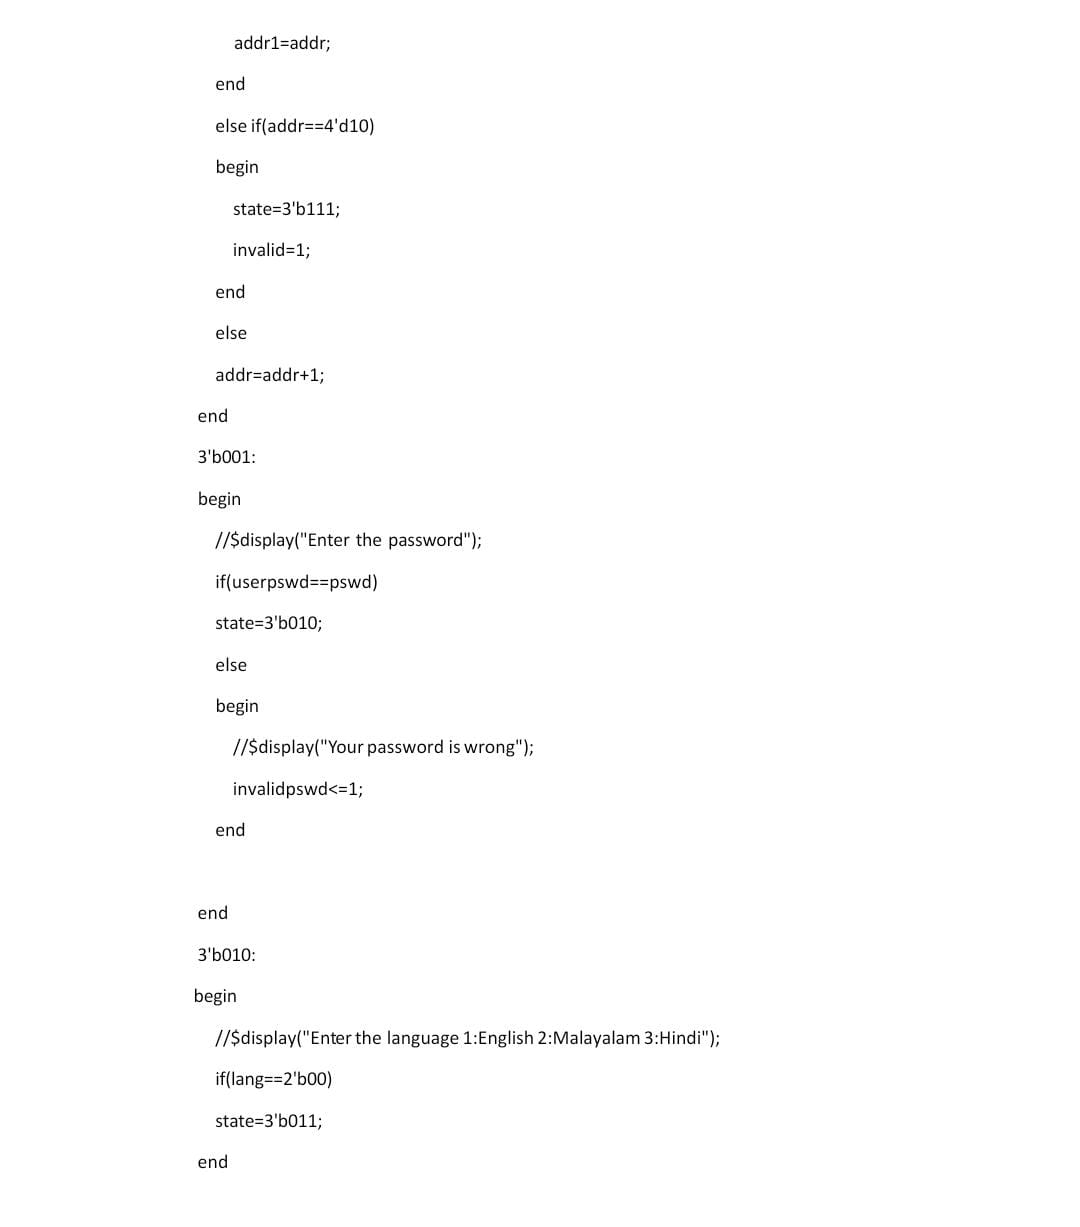 addr1=addr;
end
else if(addr==4'd10)
begin
state=3'b111;
invalid=1;
end
else
addr=addr+1;
end
3'b001:
begin
//$display("Enter the password");
if(userpswd==pswd)
state=3'b010;
else
begin
//$display("Your password is wrong");
invalidpswd<=1;
end
end
3'b010:
begin
//$display("Enter the language 1:English 2:Malayalam 3:Hindi");
if(lang==2'b00)
state=3'b011;
end